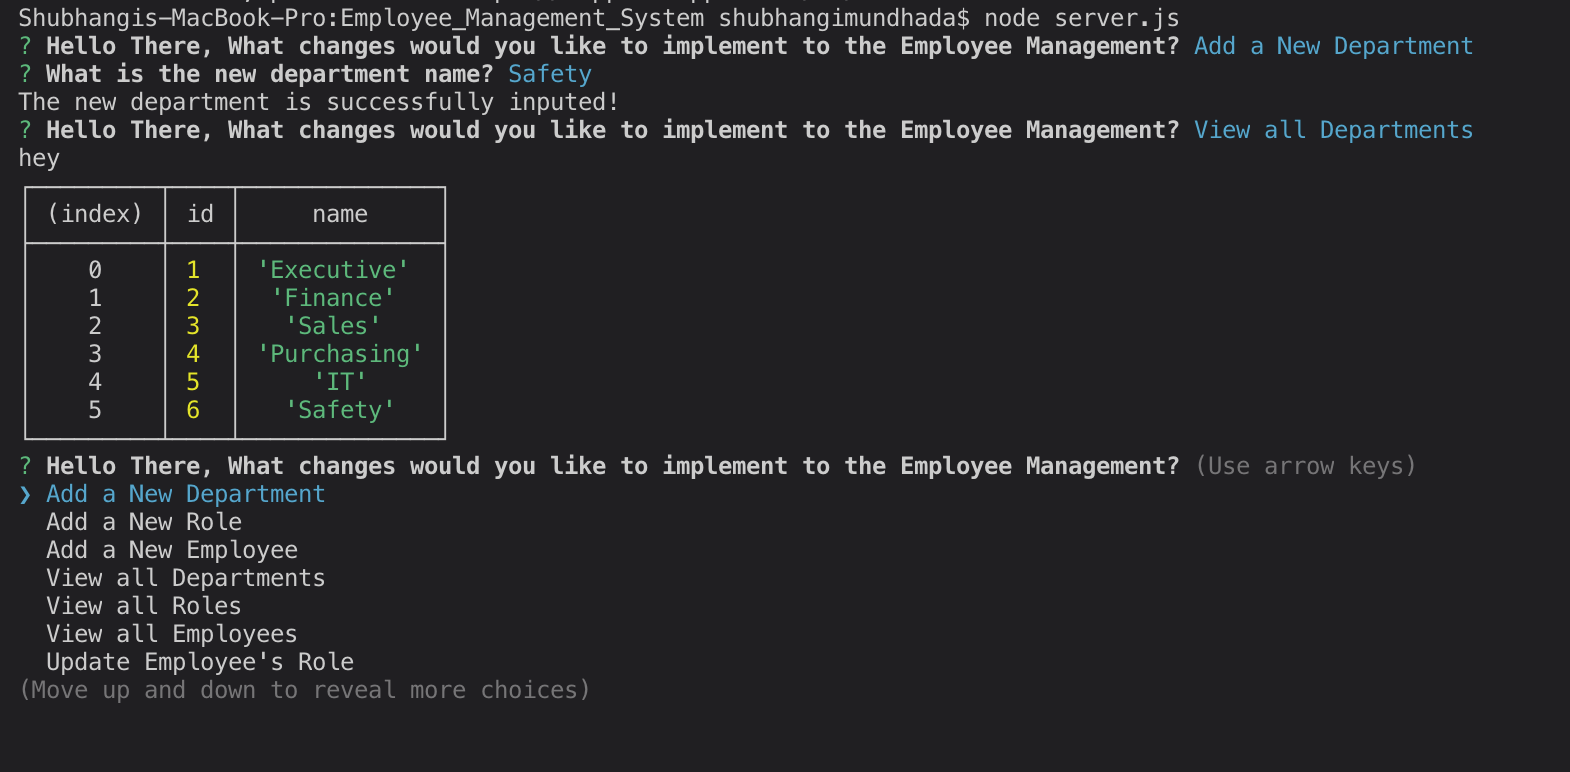 Shubhangis-MacBook-Pro:Employee_Management_System shubhangimundhada$ node server.js
? Hello There, What changes would you like to implement to the Employee Management? Add a New Department
? What is the new department name? Safety
The new department is successfully inputed!
? Hello There, What changes would you like to implement to the Employee Management? View all Departments
hey
(index) id name
0 1 'Executive'
1 2 'Finance'
2 3 'Sales'
3 4 'Purchasing'
4 5 'IT'
5 6 'Safety'
? Hello There, What changes would you like to implement to the Employee Management? (Use arrow keys)
❯ Add a New Department
Add a New Role
Add a New Employee
View all Departments
View all Roles
View all Employees
Update Employee's Role
(Move up and down to reveal more choices)